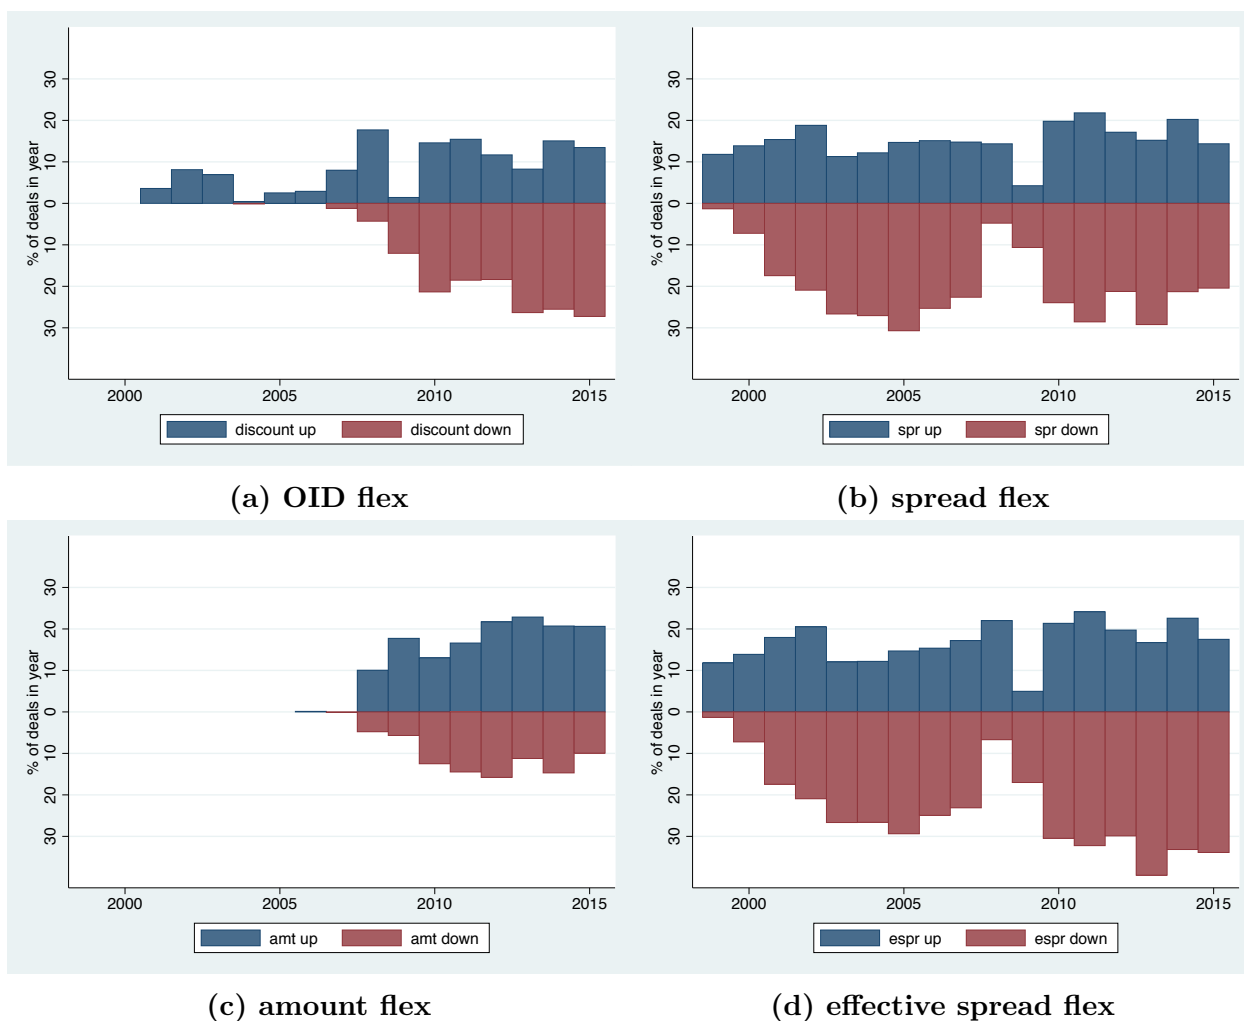 % of deals in year
30
20
10
0
10
20
30
2000
2005
2010
2015
discount up
discount down
(a) OID flex
% of deals in year
30
20
10
0
10
20
30
2000
2005
2010
2015
spr up
spr down
(b) spread flex
% of deals in year
30
20
10
0
10
20
30
2000
2005
2010
2015
amt up
amt down
(c) amount flex
% of deals in year
30
20
10
0
10
20
30
2000
2005
2010
2015
espr up
espr down
(d) effective spread flex